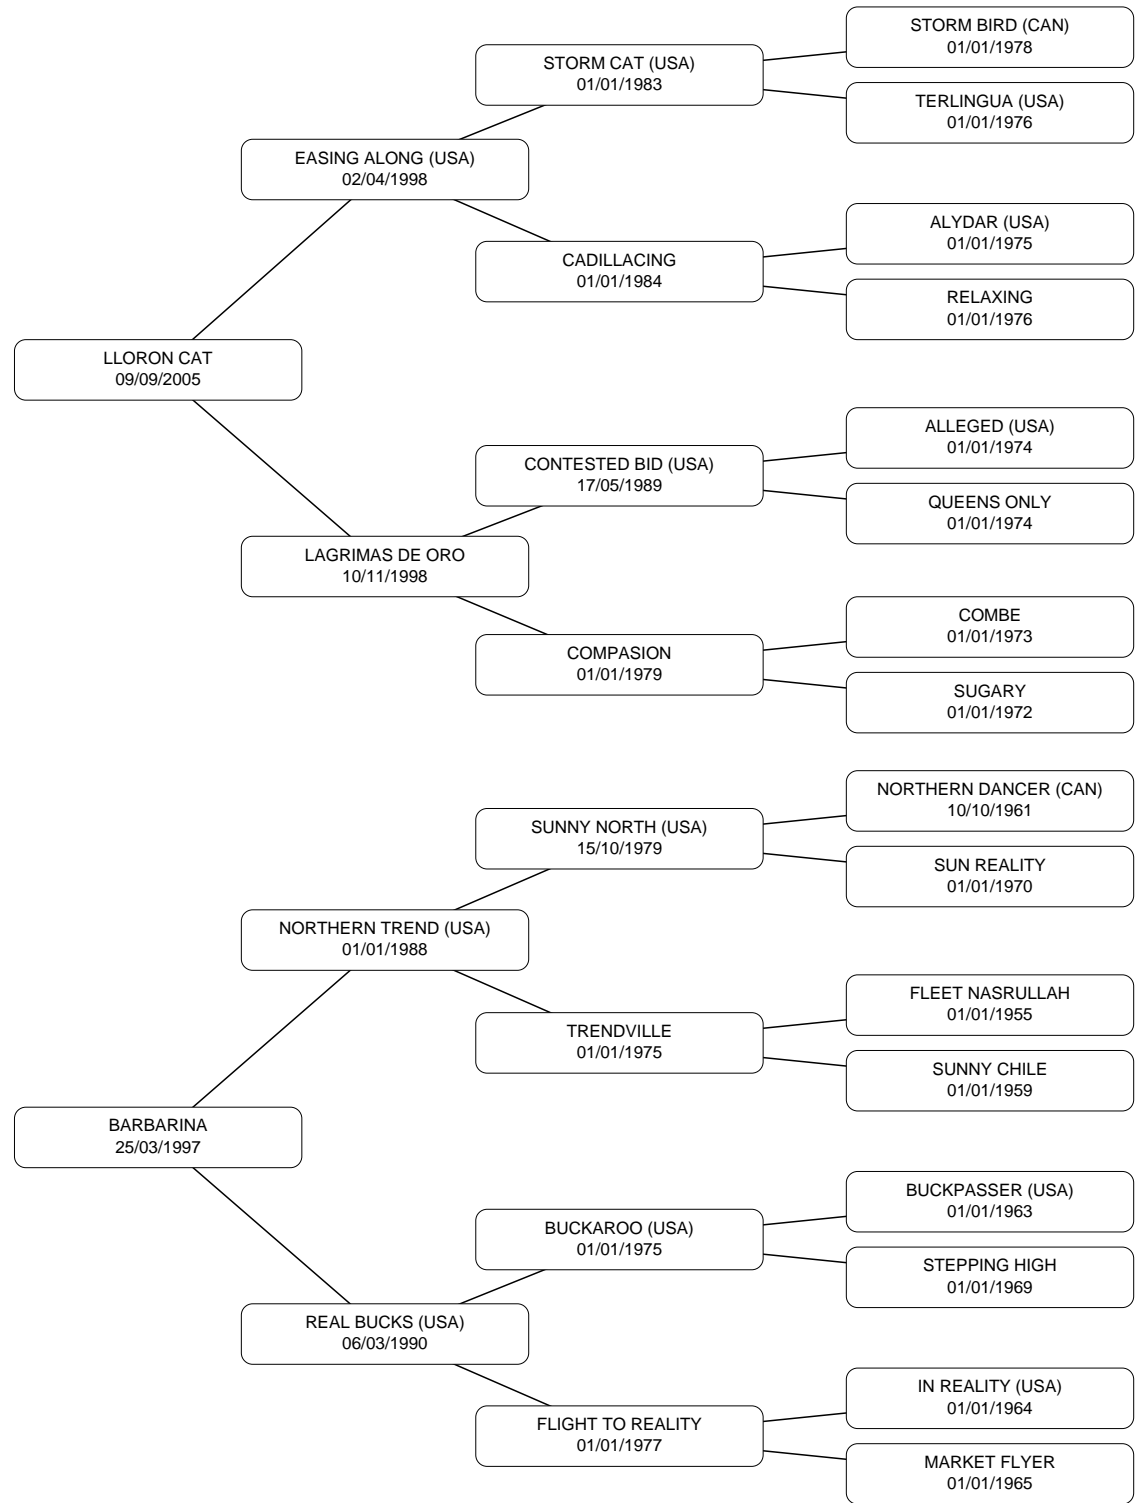 STORM BIRD (CAN)
01/01/1978
STORM CAT (USA)
01/01/1983
TERLINGUA (USA)
01/01/1976
EASING ALONG (USA)
02/04/1998
ALYDAR (USA)
01/01/1975
CADILLACING
01/01/1984
RELAXING
01/01/1976
LLORON CAT
09/09/2005
ALLEGED (USA)
01/01/1974
CONTESTED BID (USA)
17/05/1989
QUEENS ONLY
01/01/1974
LAGRIMAS DE ORO
10/11/1998
COMBE
01/01/1973
COMPASION
01/01/1979
SUGARY
01/01/1972
NORTHERN DANCER (CAN)
10/10/1961
SUNNY NORTH (USA)
15/10/1979
SUN REALITY
01/01/1970
NORTHERN TREND (USA)
01/01/1988
FLEET NASRULLAH
01/01/1955
TRENDVILLE
01/01/1975
SUNNY CHILE
01/01/1959
BARBARINA
25/03/1997
BUCKPASSER (USA)
01/01/1963
BUCKAROO (USA)
01/01/1975
STEPPING HIGH
01/01/1969
REAL BUCKS (USA)
06/03/1990
IN REALITY (USA)
01/01/1964
FLIGHT TO REALITY
01/01/1977
MARKET FLYER
01/01/1965